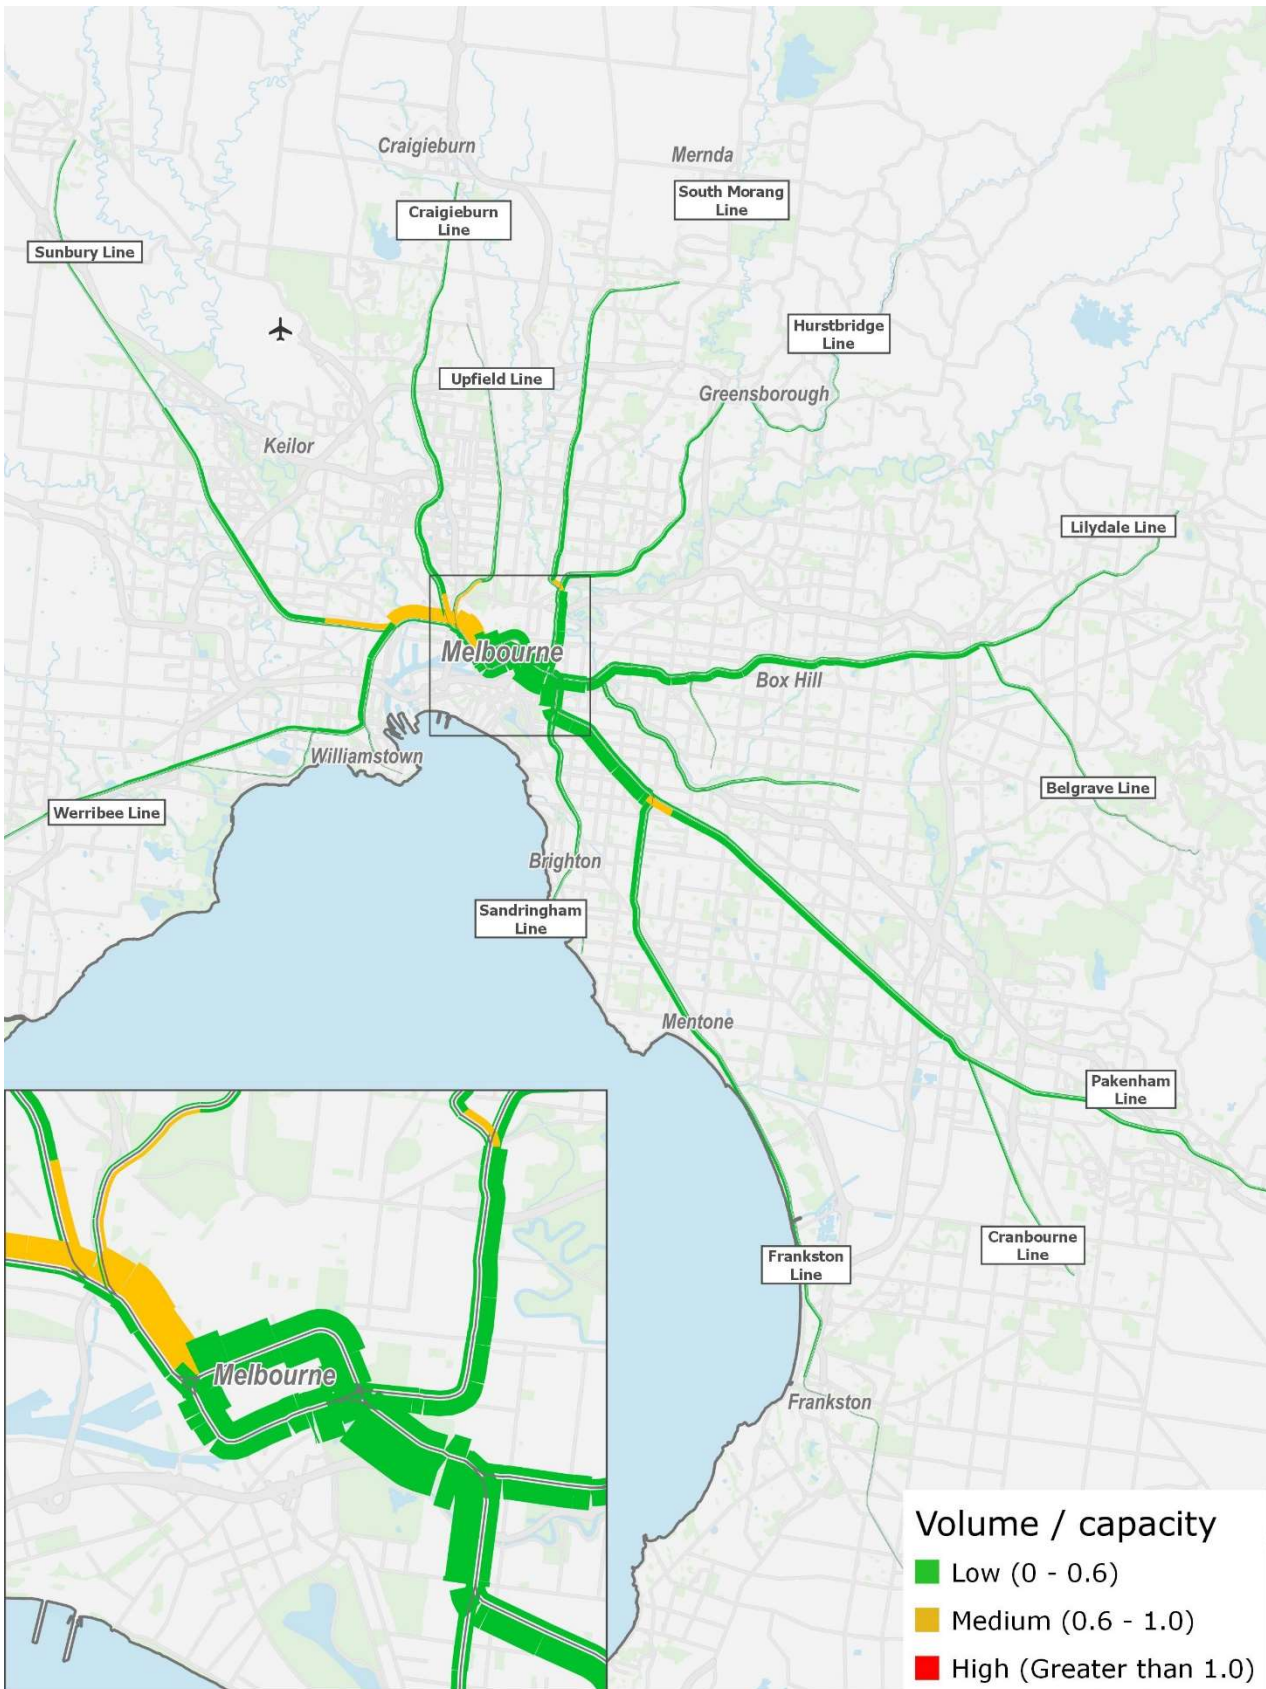 Craigieburn
Mernda
South Morang
Line
Craigieburn
Line
Sunbury Line
Hurstbridge
Line
Upfield Line
Greensborough
Keilor
Lilydale Line
Melbourne
Box Hill
Williamstown
Belgrave Line
Werribee Line
Brighton
Sandringham
Line
Mentone
Pakenham
Line
Cranbourne
Line
Frankston
Line
Melbourne
Frankston
Volume / capacity
Low (0 - 0.6)
Medium (0.6 - 1.0)
High (Greater than 1.0)